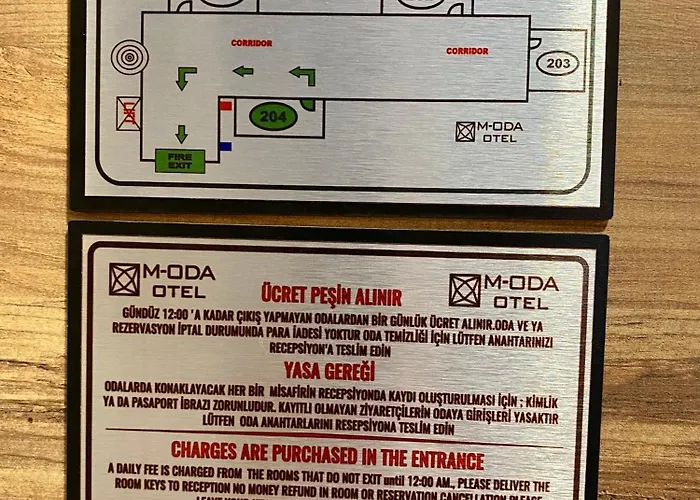 CORRIDOR
CORRIDOR
203
204
M-ODA
OTEL
FIRE
EXIT
M-ODA
OTEL
M-ODA
OTEL
ÜCRET PEŞİN ALINIR
GÜNDÜZ 12:00 'A KADAR ÇIKIŞ YAPMAYAN ODALARDAN BİR GÜNLÜK ÜCRET ALINIR.ODA VE YA
REZERVASYON İPTAL DURUMUNDA PARA İADESİ YOKTUR ODA TEMİZLİĞİ İÇİN LÜTFEN ANAHTARINIZI
RECEPSİYON'A TESLİM EDİN
YASA GEREĞİ
ODALARDA KONAKLAYACAK HER BİR MİSAFİRİN RECEPSİYONDA KAYDI OLUŞTURULMASI İÇİN ; KİMLİK
YA DA PASAPORT İBRAZI ZORUNLUDUR. KAYITLI OLMAYAN ZİYARETÇİLERİN ODAYA GİRİŞLERİ YASAKTIR
LÜTFEN ODA ANAHTARLARINI RESEPSİYONA TESLİM EDİN
CHARGES ARE PURCHASED IN THE ENTRANCE
A DAILY FEE IS CHARGED FROM THE ROOMS THAT DO NOT EXIT until 12:00 AM., PLEASE DELIVER THE
ROOM KEYS TO RECEPTION NO MONEY REFUND IN ROOM OR RESERVATION CANCELLATION PLEASE